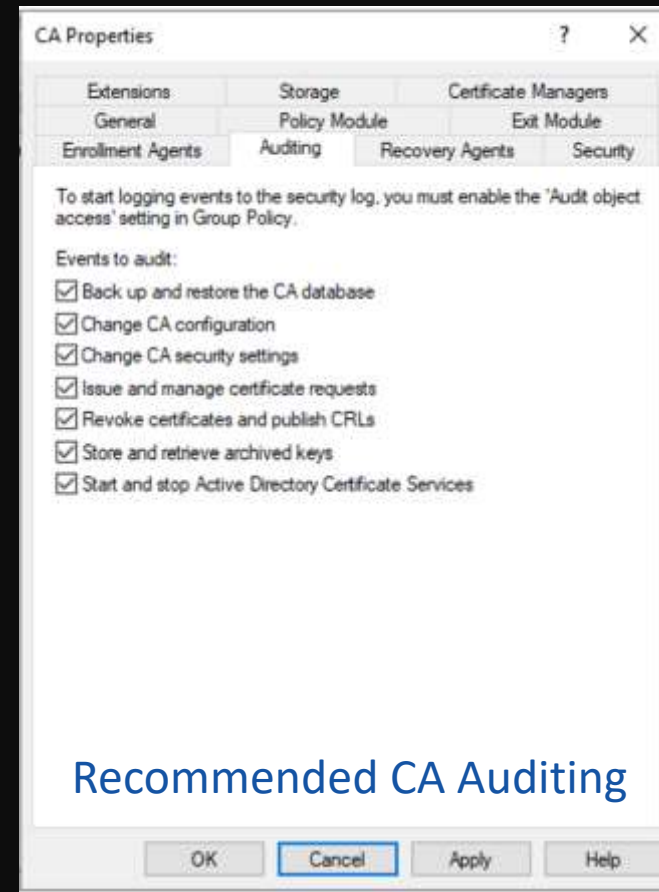 CA Properties ? ×
Extensions Storage Certificate Managers
General Policy Module Exit Module
Enrollment Agents Auditing Recovery Agents Security
To start logging events to the security log, you must enable the 'Audit object
access' setting in Group Policy.
Events to audit:
Back up and restore the CA database
Change CA configuration
Change CA security settings
Issue and manage certificate requests
Revoke certificates and publish CRLs
Store and retrieve archived keys
Start and stop Active Directory Certificate Services
Recommended CA Auditing
OK Cancel Apply Help